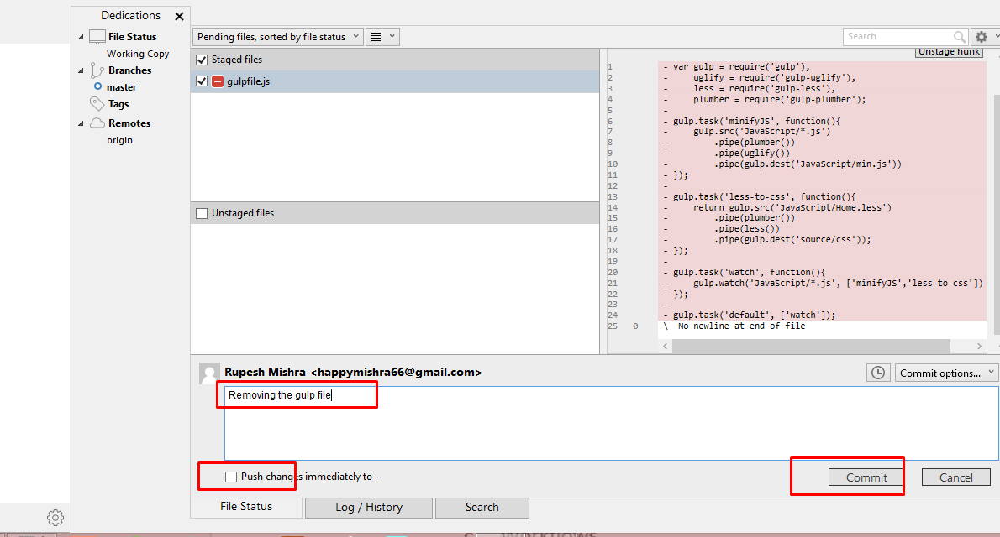 Dedications
File Status
Working Copy
Branches
master
Tags
Remotes
origin
Pending files, sorted by file status
Search
Staged files
gulpfile.js
Unstaged files
Unstage hunk
1 - var gulp = require('gulp'),
2 -     uglify = require('gulp-uglify'),
3 -     less = require('gulp-less'),
4 -     plumber = require('gulp-plumber');
5 -
6 - gulp.task('minifyJS', function(){
7 -     gulp.src('JavaScript/*.js')
8 -         .pipe(plumber())
9 -         .pipe(uglify())
10 -         .pipe(gulp.dest('JavaScript/min.js'))
11 - });
12 -
13 - gulp.task('less-to-css', function(){
14 -     return gulp.src('JavaScript/Home.less')
15 -         .pipe(plumber())
16 -         .pipe(less())
17 -         .pipe(gulp.dest('source/css'));
18 - });
19 -
20 - gulp.task('watch', function(){
21 -     gulp.watch('JavaScript/*.js', ['minifyJS','less-to-css'])
22 - });
23 -
24 - gulp.task('default', ['watch']);
25 0 \ No newline at end of file
Rupesh Mishra <happymishra66@gmail.com>
Commit options...
Removing the gulp file
Push changes immediately to -
Commit
Cancel
File Status
Log / History
Search